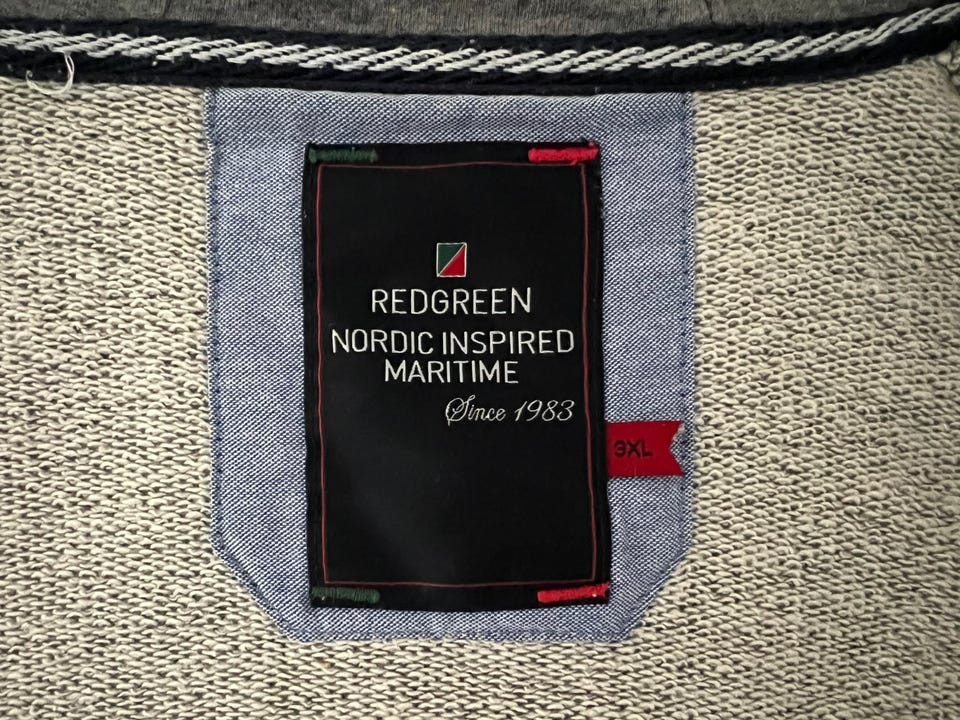 REDGREEN
NORDIC INSPIRED
MARITIME
Since 1983
3XL